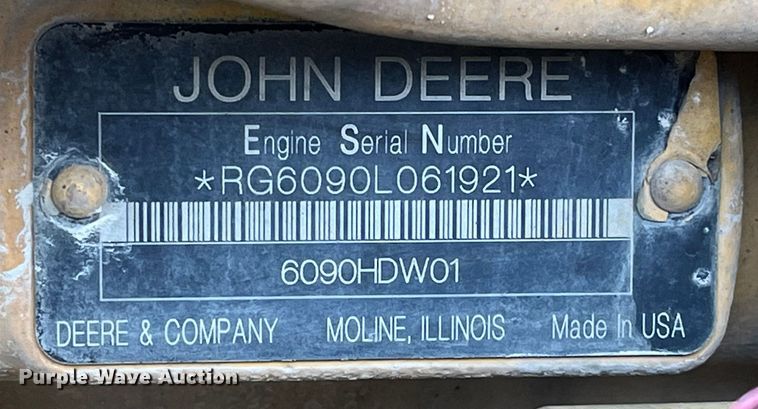 JOHN DEERE
Engine Serial Number
*RG6090L061921*
6090HDW01
DEERE & COMPANY MOLINE, ILLINOIS Made In USA
Purple Wave Auction